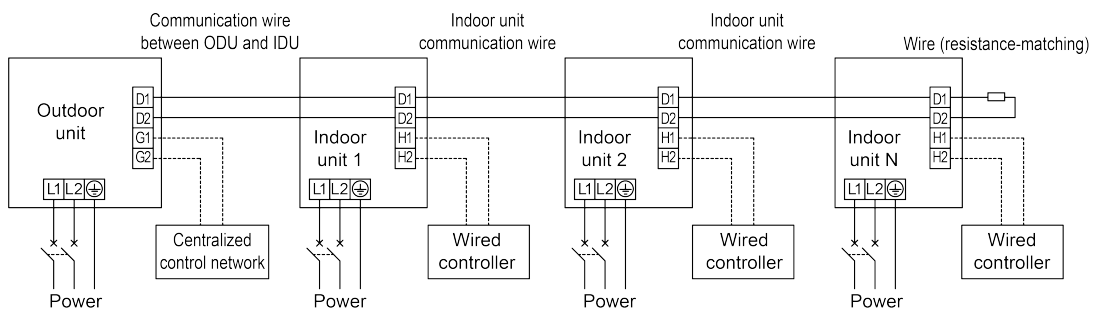 Communication wire
between ODU and IDU
Indoor unit
communication wire
Indoor unit
communication wire
Wire (resistance-matching)
Outdoor
unit
D1
D2
G1
G2
L1 L2
Power
Centralized
control network
Indoor
unit 1
D1
D2
H1
H2
L1 L2
Power
Wired
controller
Indoor
unit 2
D1
D2
H1
H2
L1 L2
Power
Wired
controller
Indoor
unit N
D1
D2
H1
H2
L1 L2
Power
Wired
controller